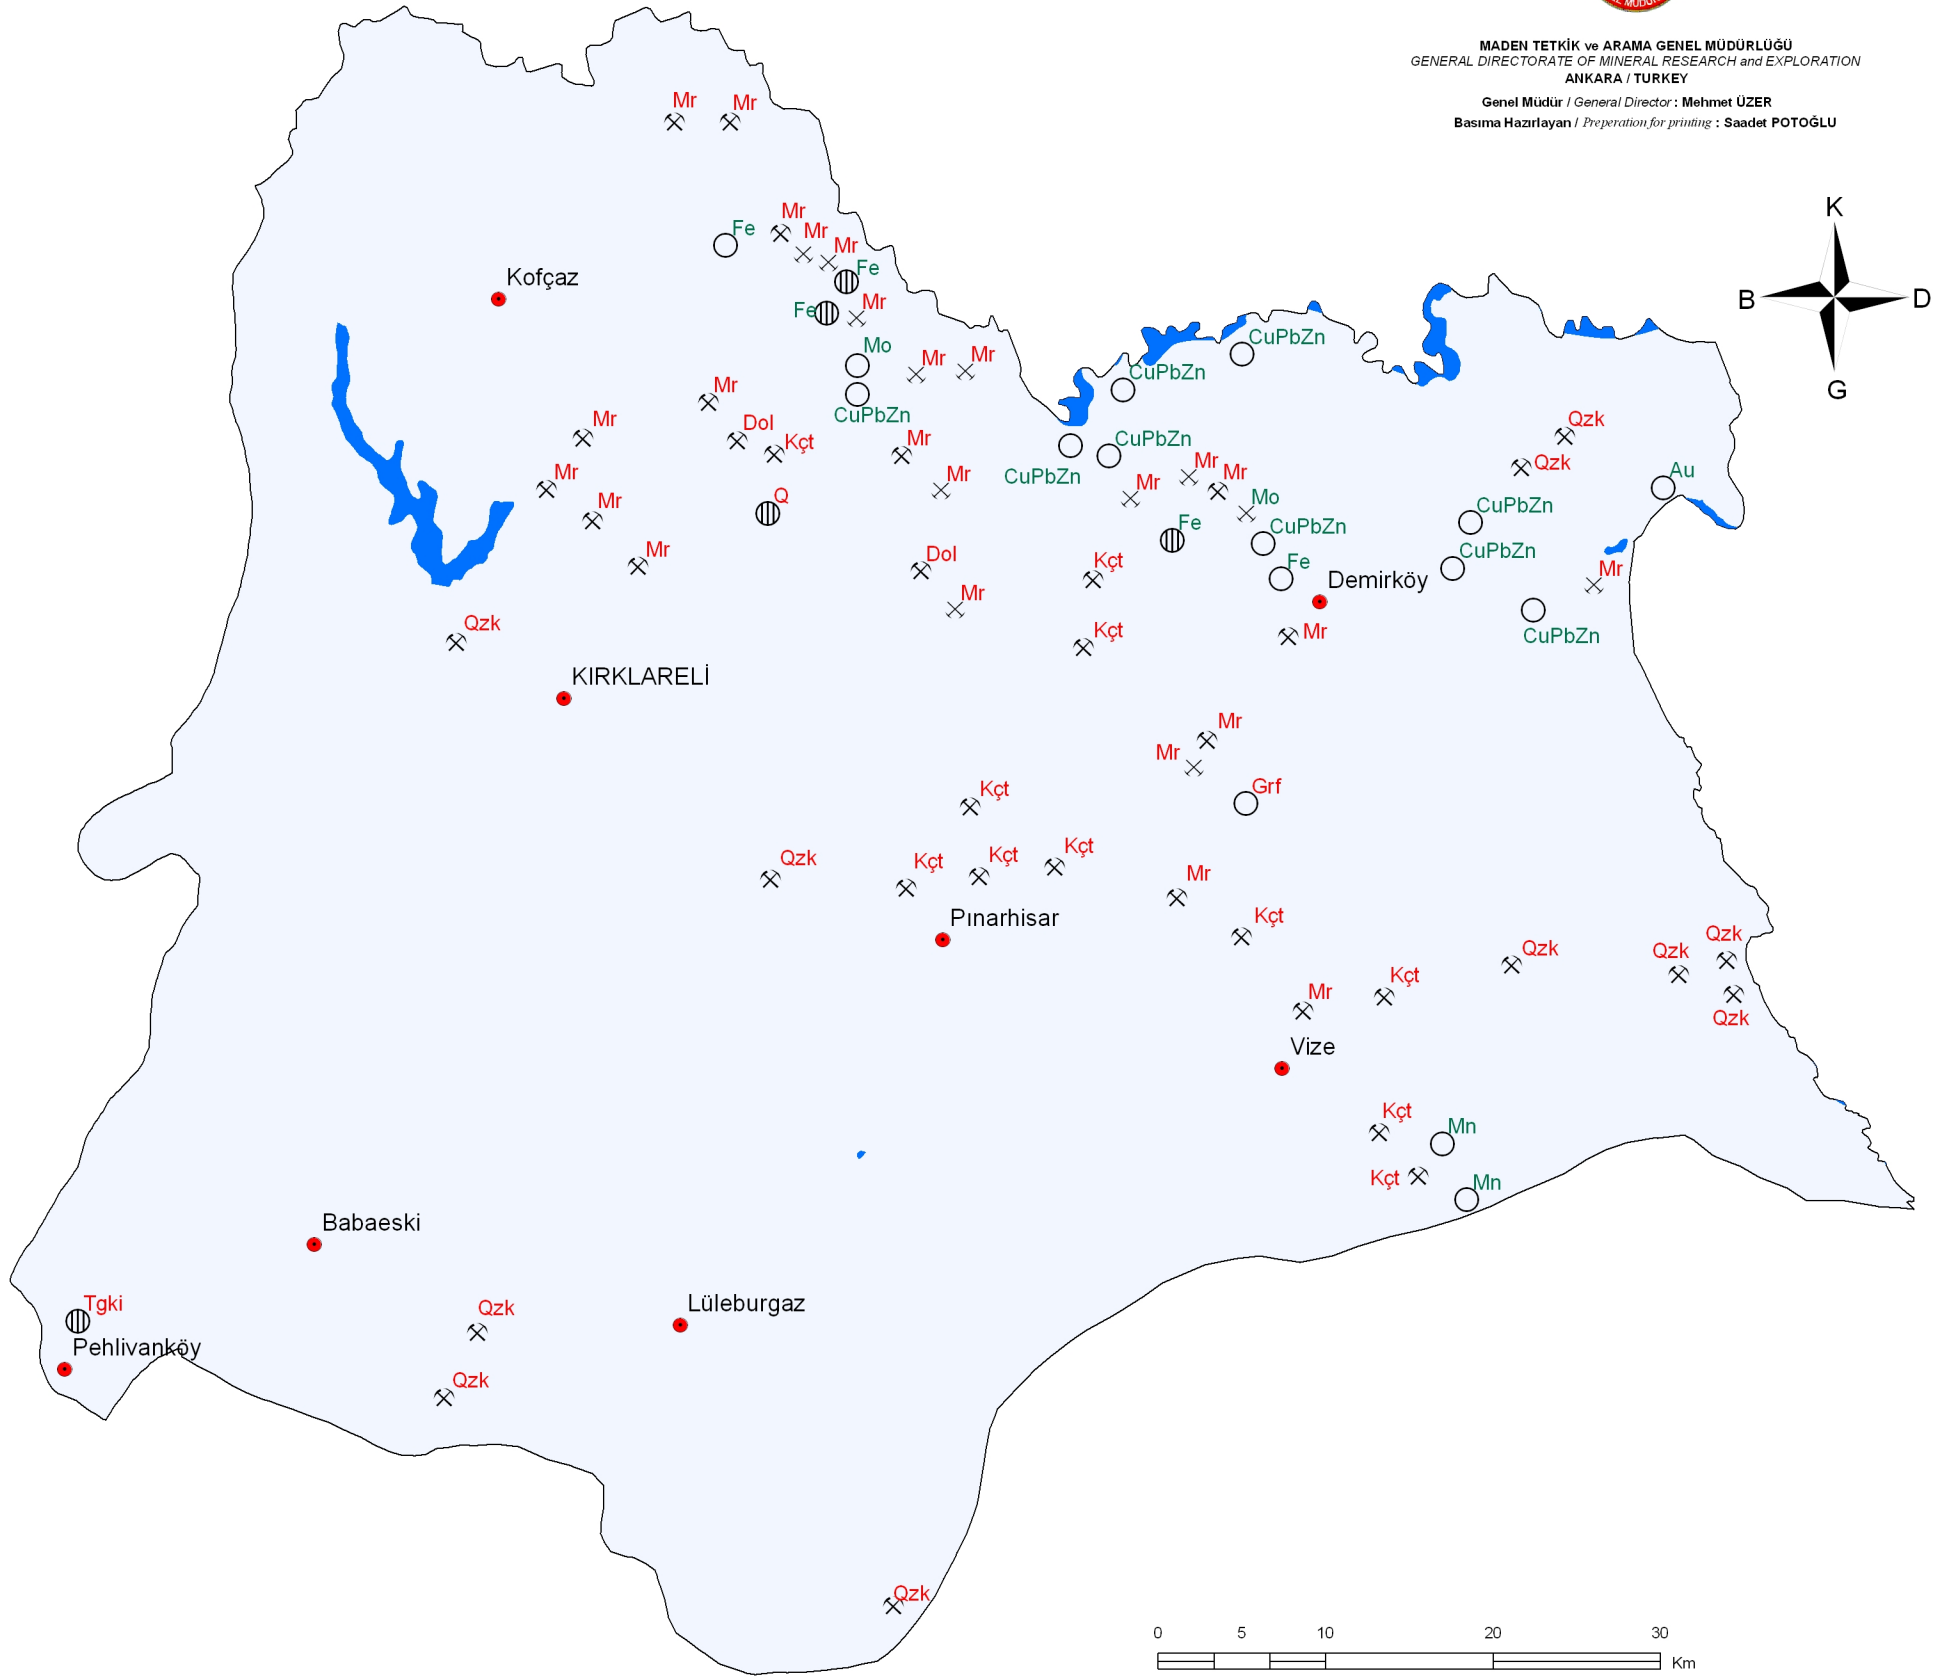 MADEN TETKİK ve ARAMA GENEL MÜDÜRLÜĞÜ
GENERAL DIRECTORATE OF MINERAL RESEARCH and EXPLORATION
ANKARA / TURKEY
Genel Müdür / General Director : Mehmet ÜZER
Basıma Hazırlayan / Preperation for printing : Saadet POTOĞLU
Mr
Mr
K
B
D
G
Mr
Fe
Mr
Mr
Fe
Kofçaz
Mr
Fe
CuPbZn
Mo
Mr
Mr
CuPbZn
Mr
CuPbZn
Mr
Dol
Kçt
Mr
CuPbZn
Qzk
Mr
Mr
CuPbZn
Mr
Mr
Qzk
Au
Mr
Q
Mr
Mo
CuPbZn
Fe
CuPbZn
Mr
Dol
Kçt
Fe
CuPbZn
Mr
Demirköy
Mr
Qzk
Kçt
Mr
CuPbZn
KIRKLARELİ
Mr
Mr
Kçt
Grf
Qzk
Kçt
Kçt
Kçt
Mr
Pınarhisar
Kçt
Qzk
Qzk
Qzk
Kçt
Mr
Qzk
Vize
Kçt
Mn
Kçt
Mn
Babaeski
Tgki
Qzk
Lüleburgaz
Pehlivanköy
Qzk
Qzk
0 5 10 20 30
Km